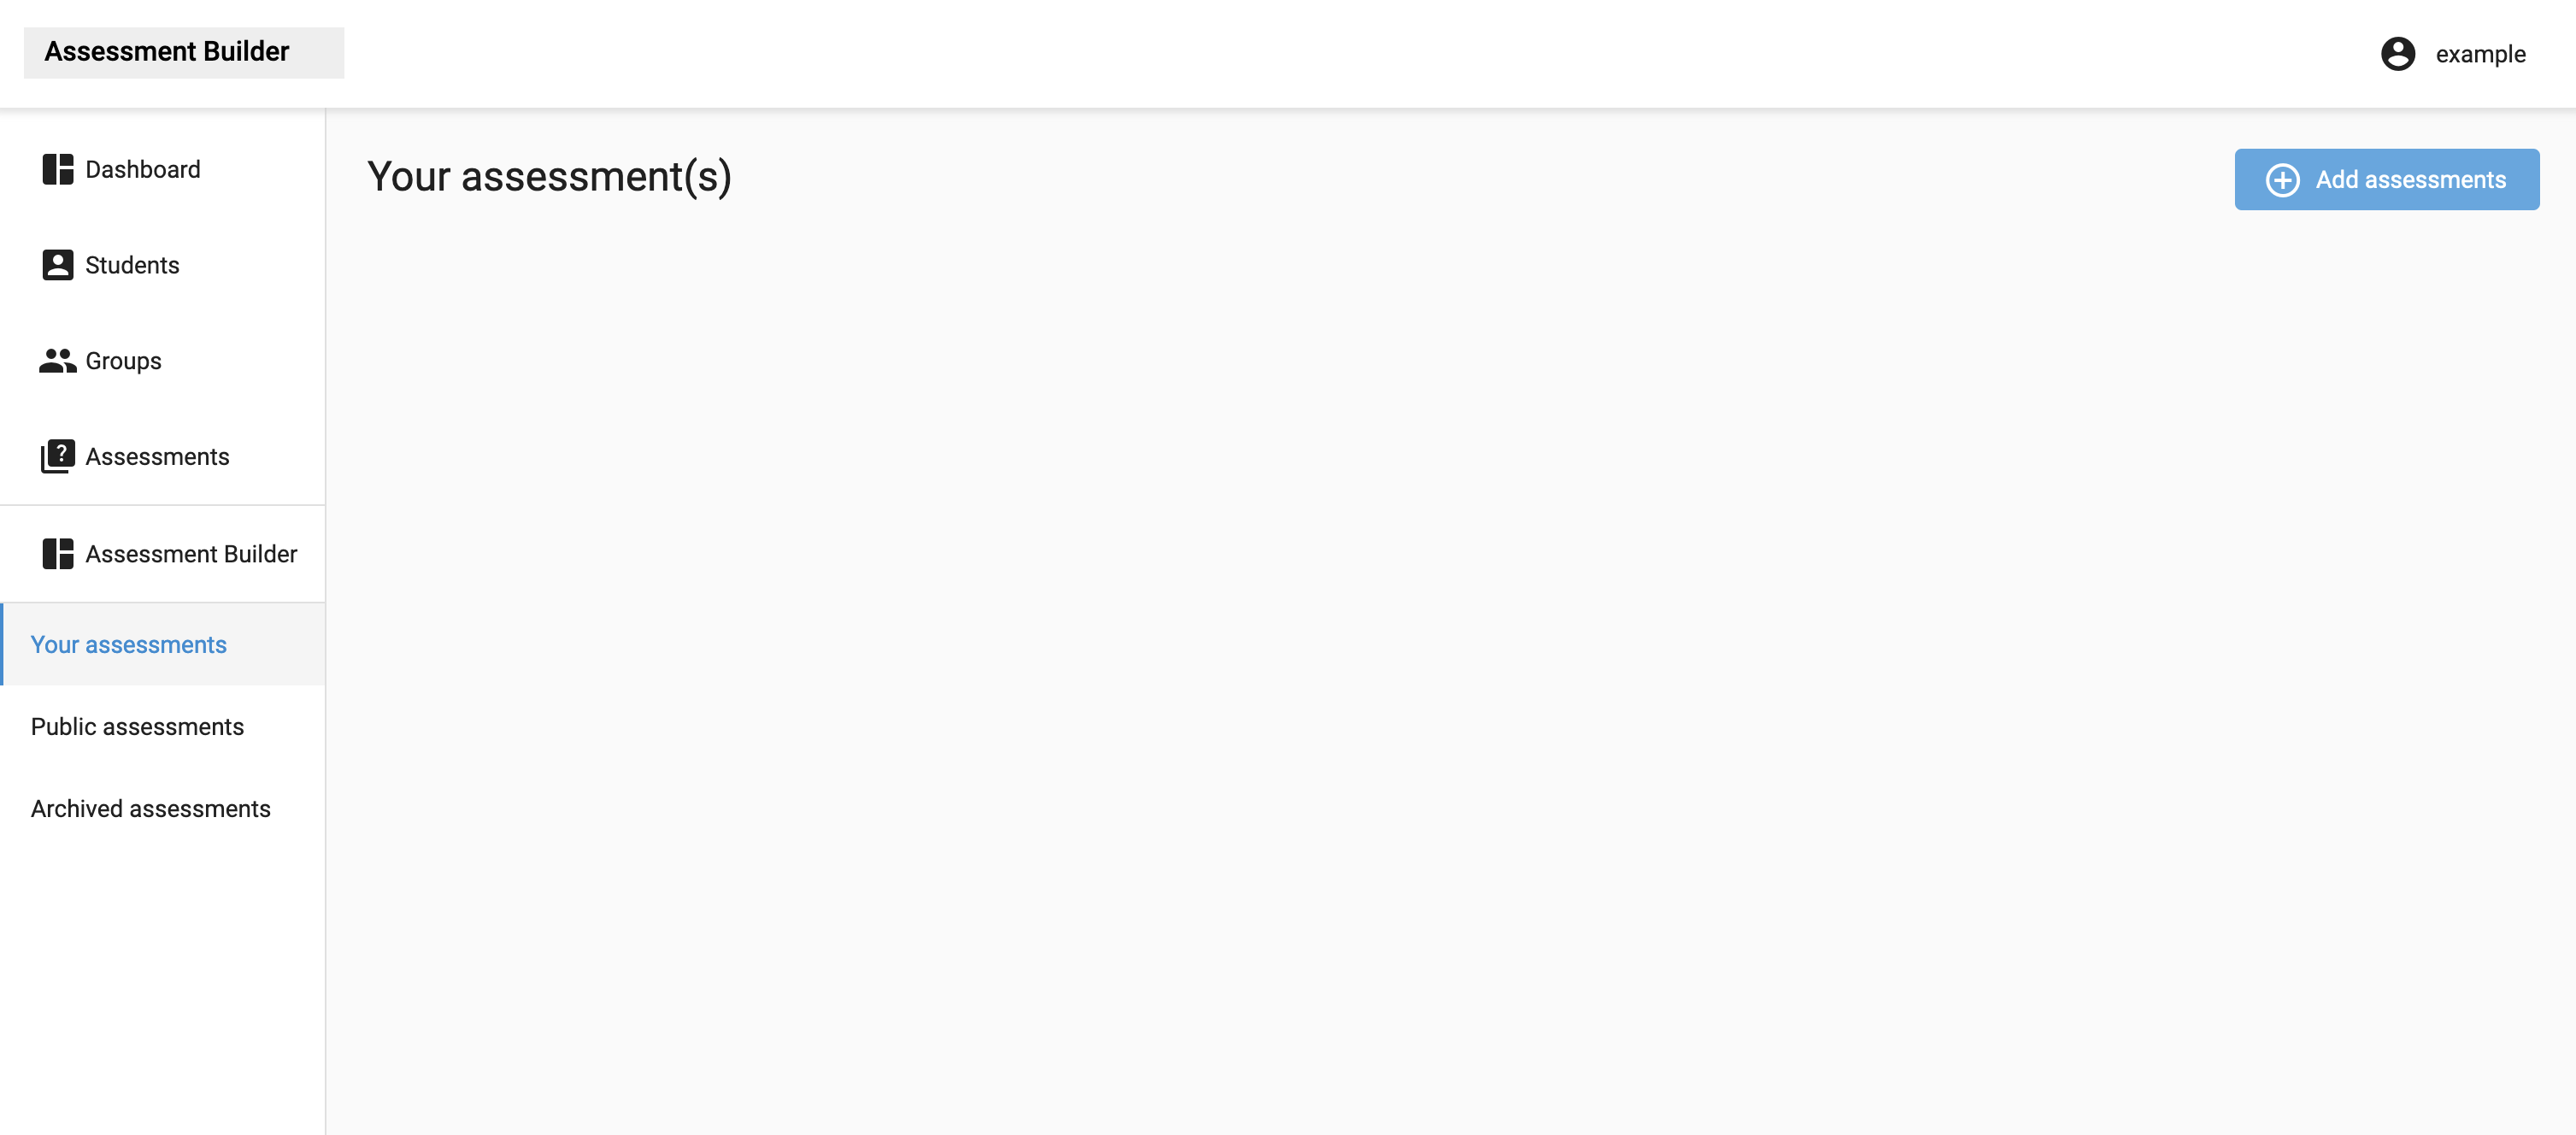 Assessment Builder
example
Dashboard
Students
Groups
Assessments
Assessment Builder
Your assessments
Public assessments
Archived assessments
Your assessment(s)
Add assessments